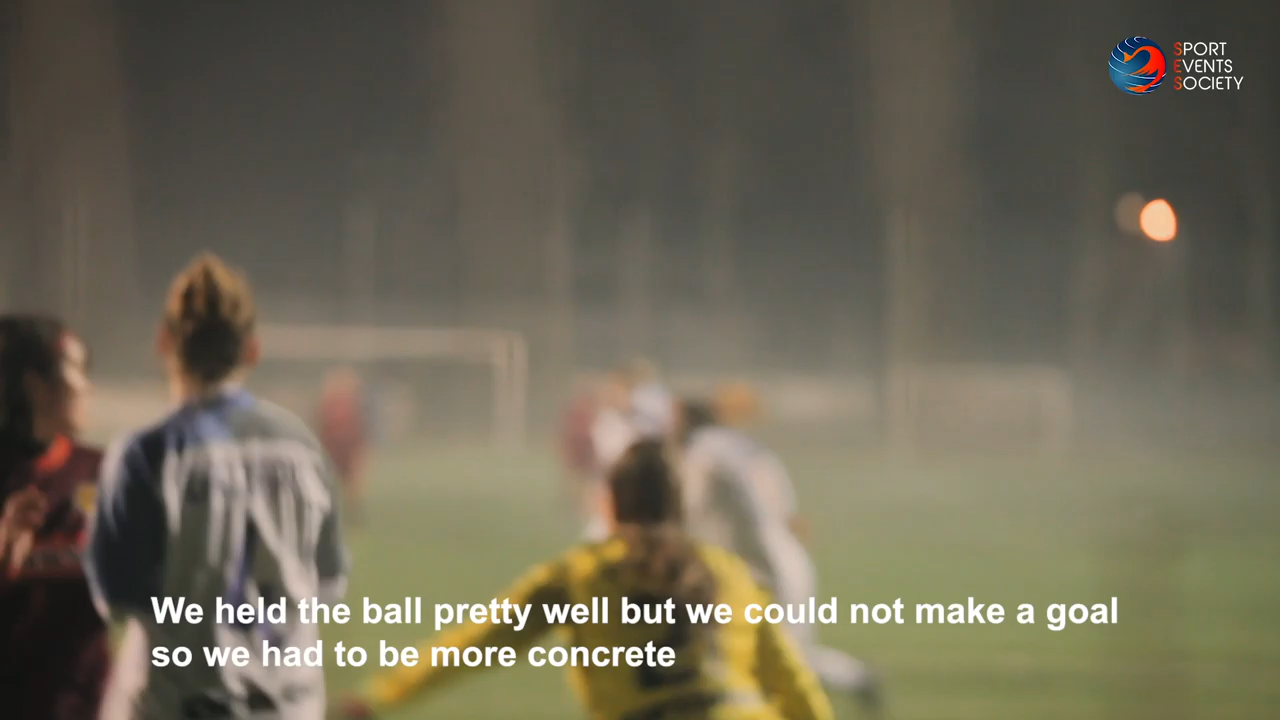 SPORT
EVENTS
SOCIETY
We held the ball pretty well but we could not make a goal
so we had to be more concrete